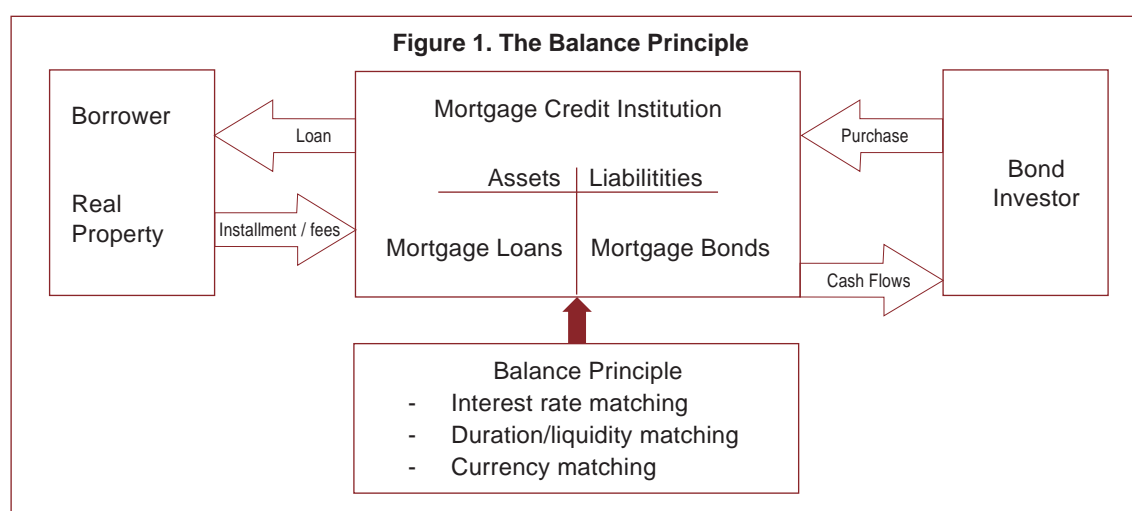 Figure 1. The Balance Principle
Borrower
Real
Property
Loan
Installment / fees
Mortgage Credit Institution
Assets
Liabilitities
Mortgage Loans
Mortgage Bonds
Purchase
Cash Flows
Bond
Investor
Balance Principle
- Interest rate matching
- Duration/liquidity matching
- Currency matching